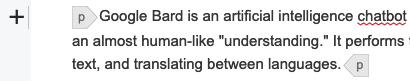 + p Google Bard is an artificial intelligence chatbot
an almost human-like "understanding." It performs
text, and translating between languages. p